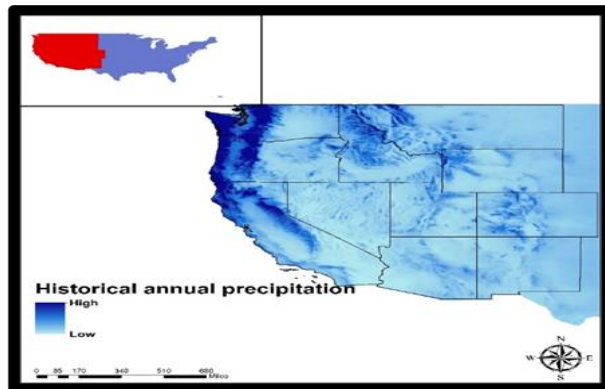 Historical annual precipitation
High
Low
N
W E
S
0 85 170 340 510 680
Miles